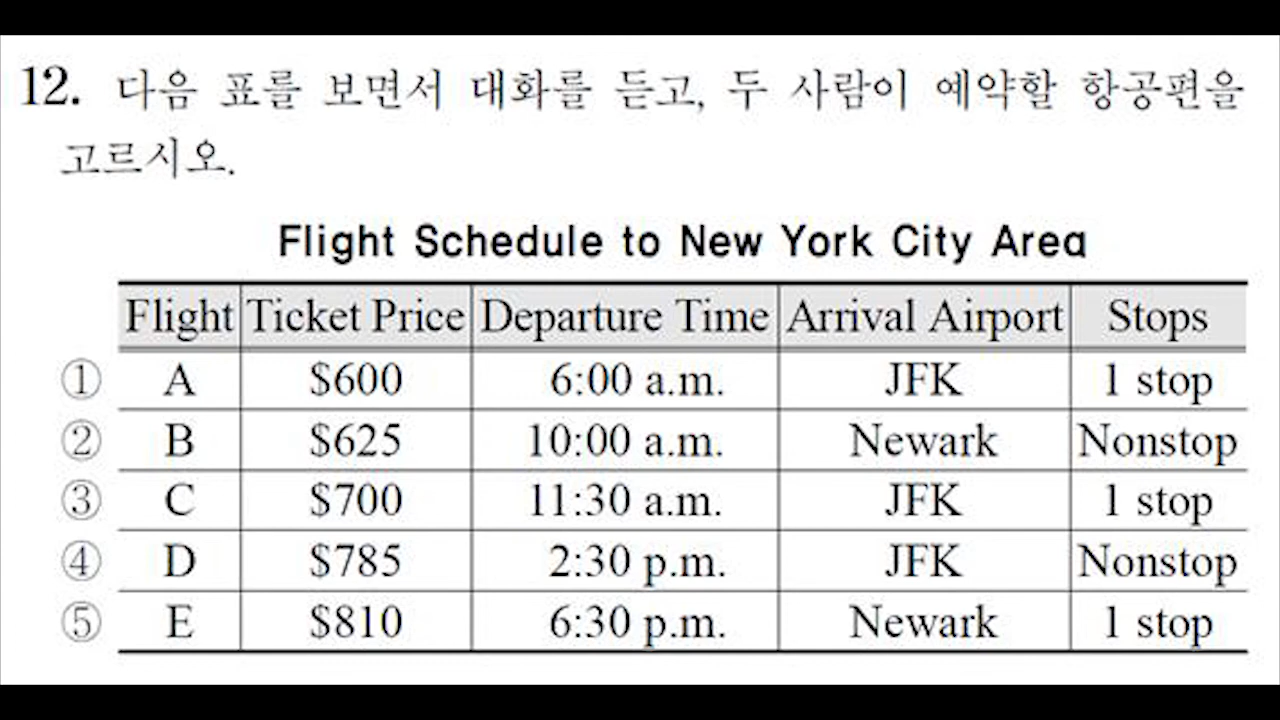 12. 다음 표를 보면서 대화를 듣고, 두 사람이 예약할 항공편을
고르시오.
Flight Schedule to New York City Area
Flight Ticket Price Departure Time Arrival Airport Stops
① A $600 6:00 a.m. JFK 1 stop
② B $625 10:00 a.m. Newark Nonstop
③ C $700 11:30 a.m. JFK 1 stop
④ D $785 2:30 p.m. JFK Nonstop
⑤ E $810 6:30 p.m. Newark 1 stop